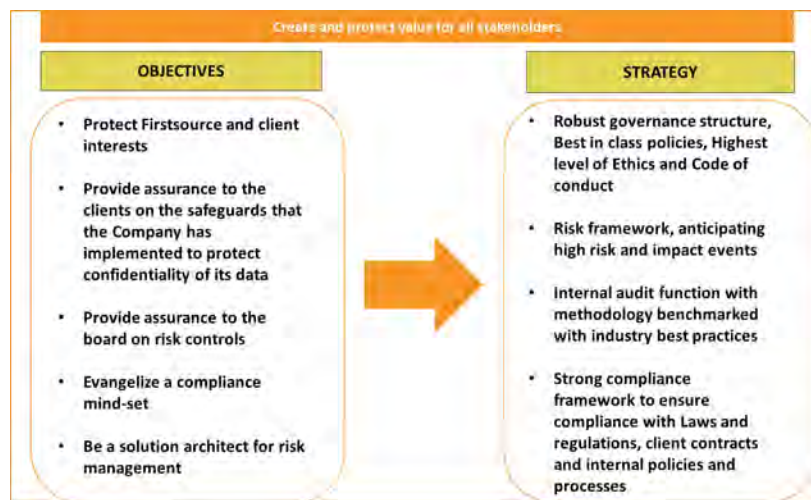 Create and protect value for all stakeholders
OBJECTIVES
• Protect Firstsource and client
interests
• Provide assurance to the
clients on the safeguards that
the Company has
implemented to protect
confidentiality of its data
• Provide assurance to the
board on risk controls
• Evangelize a compliance
mind-set
• Be a solution architect for risk
management
STRATEGY
• Robust governance structure,
Best in class policies, Highest
level of Ethics and Code of
conduct
• Risk framework, anticipating
high risk and impact events
• Internal audit function with
methodology benchmarked
with industry best practices
• Strong compliance
framework to ensure
compliance with Laws and
regulations, client contracts
and internal policies and
processes